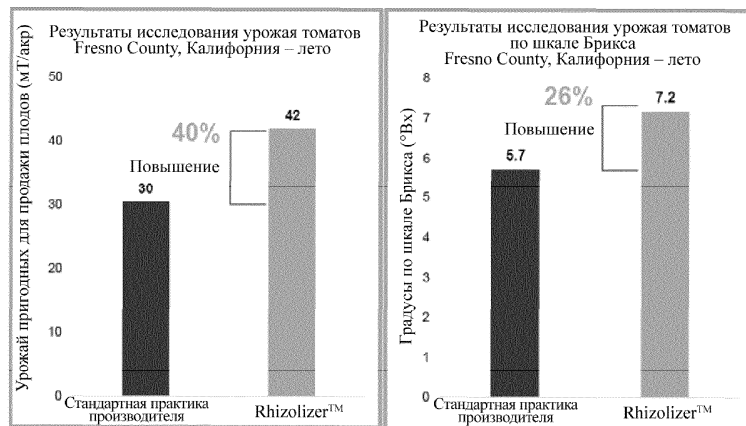 Результаты исследования урожая томатов
Fresno County, Калифорния – лето
Урожай пригодных для продажи плодов (мТ/акр)
50
40
30
20
10
0
40%
Повышение
30
42
Стандартная практика
производителя
Rhizolizer™
Результаты исследования урожая томатов
по шкале Брикса
Fresno County, Калифорния – лето
Градусы по шкале Брикса (°Bx)
8
7
6
5
4
3
2
1
0
26%
Повышение
5.7
7.2
Стандартная практика
производителя
Rhizolizer™